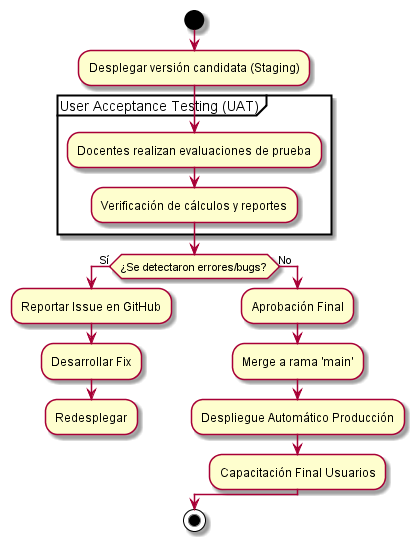 Desplegar versión candidata (Staging)
User Acceptance Testing (UAT)
Docentes realizan evaluaciones de prueba
Verificación de cálculos y reportes
¿Se detectaron errores/bugs?
Sí
No
Reportar Issue en GitHub
Desarrollar Fix
Redesplegar
Aprobación Final
Merge a rama 'main'
Despliegue Automático Producción
Capacitación Final Usuarios